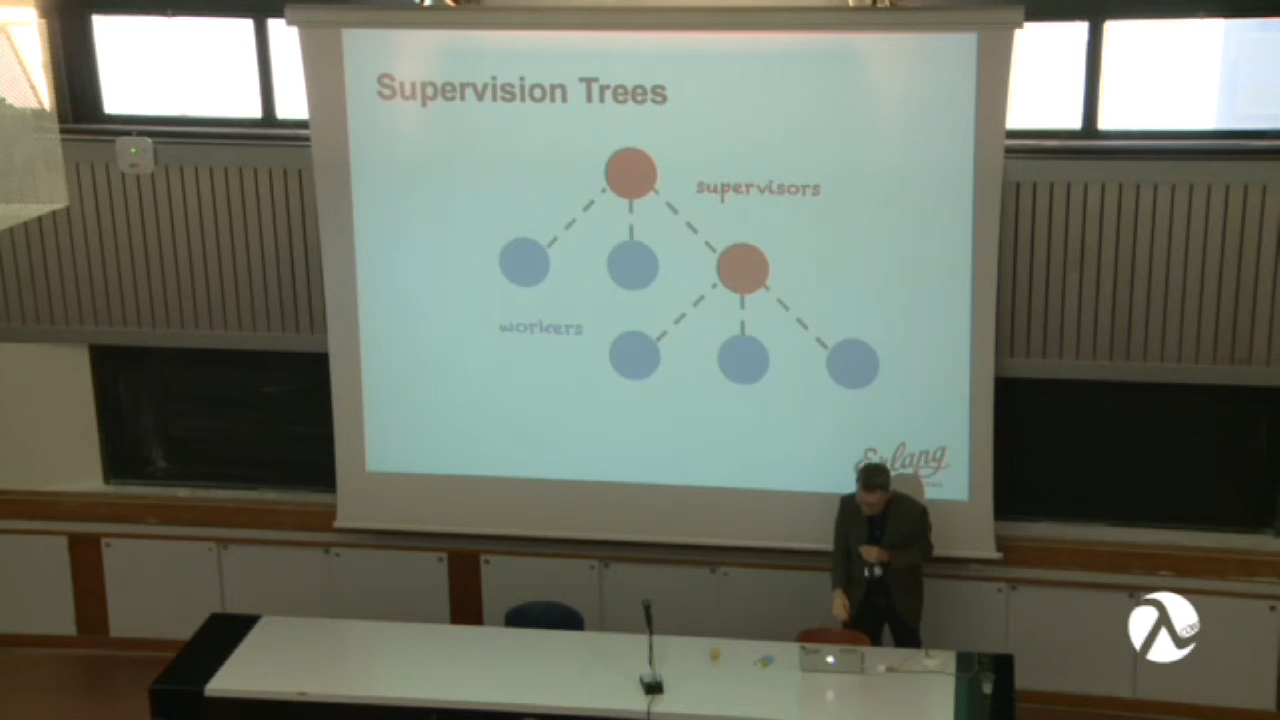 Supervision Trees
supervisors
workers
Erlang